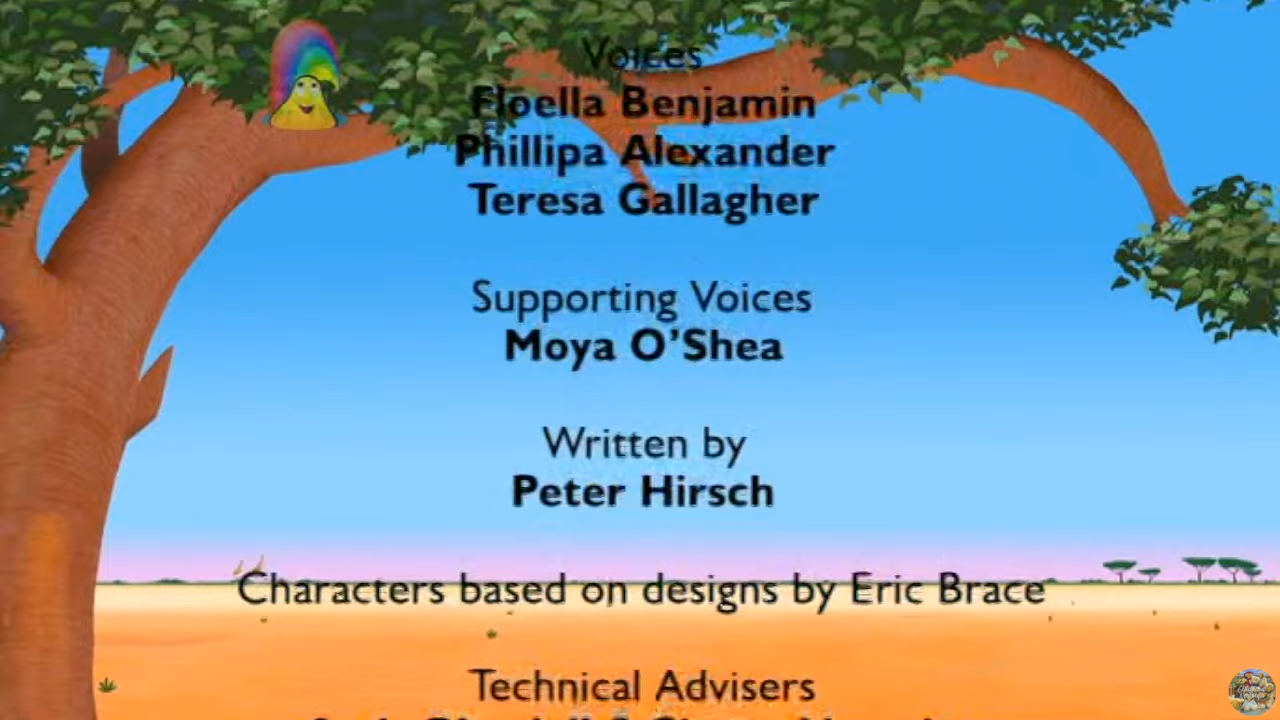 Voices
Floella Benjamin
Phillipa Alexander
Teresa Gallagher
Supporting Voices
Moya O'Shea
Written by
Peter Hirsch
Characters based on designs by Eric Brace
Technical Advisers